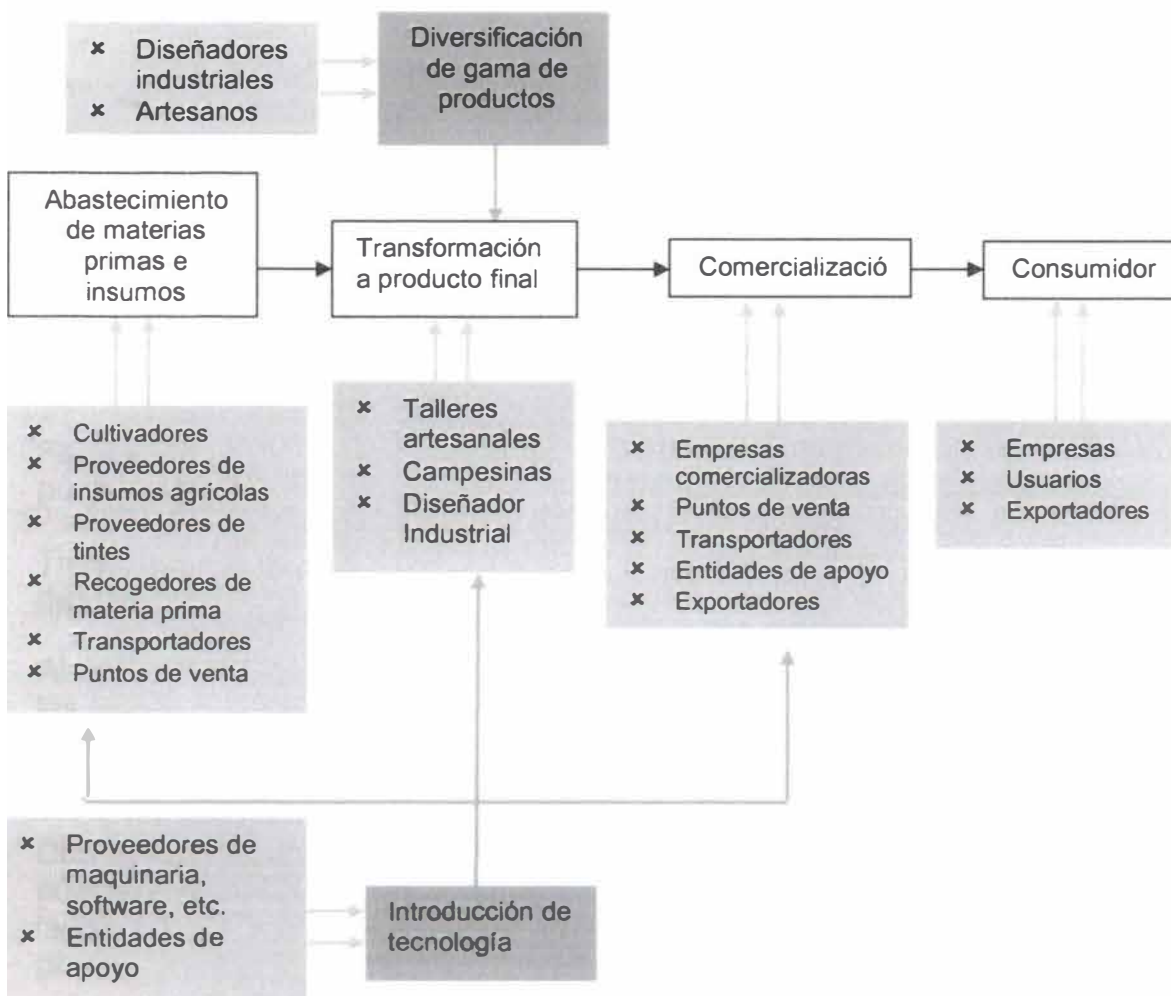 × Diseñadores
industriales
× Artesanos
Diversificación
de gama de
productos
Abastecimiento
de materias
primas e
insumos
Transformación
a producto final
Comercializació
Consumidor
× Cultivadores
× Proveedores de
insumos agrícolas
× Proveedores de
tintes
× Recogedores de
materia prima
× Transportadores
× Puntos de venta
× Talleres
artesanales
× Campesinas
× Diseñador
Industrial
× Empresas
comercializadoras
× Puntos de venta
× Transportadores
× Entidades de apoyo
× Exportadores
× Empresas
× Usuarios
× Exportadores
× Proveedores de
maquinaria,
software, etc.
× Entidades de
apoyo
Introducción de
tecnología